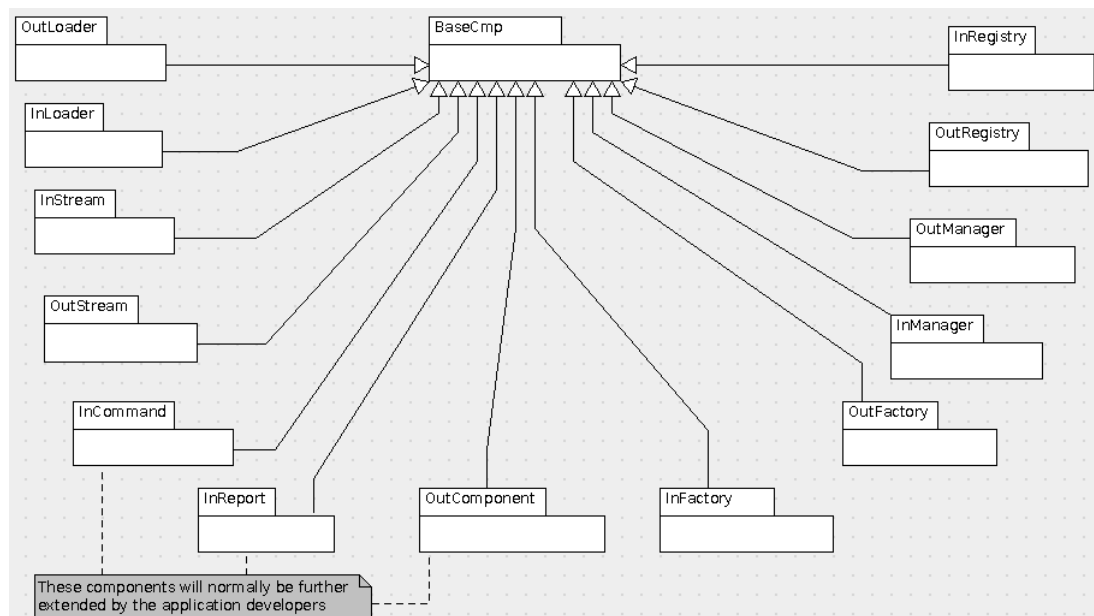 OutLoader
BaseCmp
InRegistry
InLoader
OutRegistry
InStream
OutManager
OutStream
InManager
InCommand
OutFactory
InReport
OutComponent
InFactory
These components will normally be further
extended by the application developers